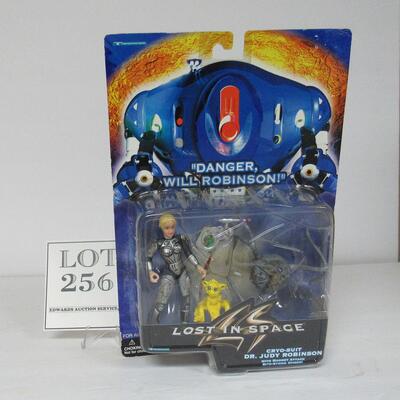 "DANGER,
WILL ROBINSON!"
LOT
256
EDWARDS AUCTION SERVICE,
LOST IN SPACE
CRYO-SUIT
DR. JUDY ROBINSON